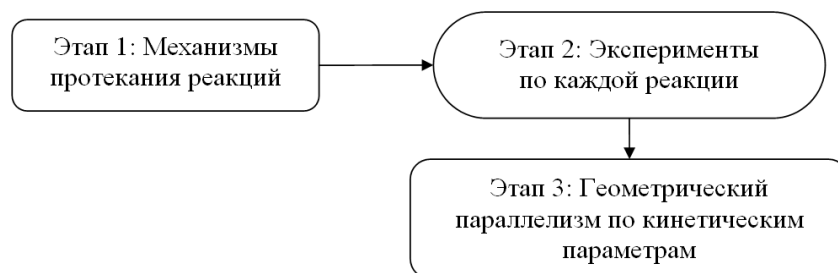 Этап 1: Механизмы
протекания реакций
Этап 2: Эксперименты
по каждой реакции
Этап 3: Геометрический
параллелизм по кинетическим
параметрам